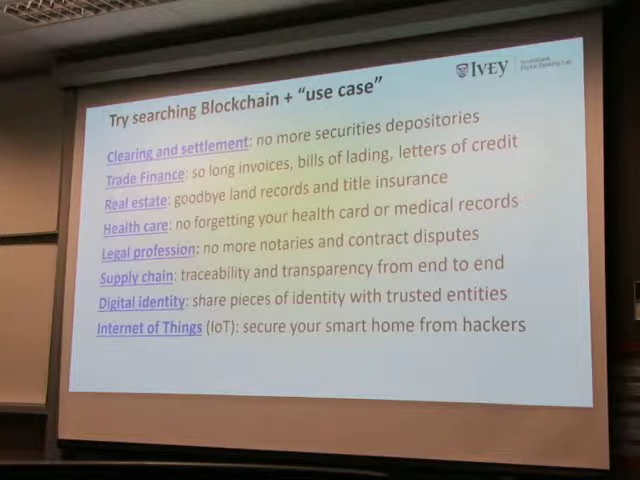 Try searching Blockchain + “use case”
IVEY
Digital Banking Lab
Clearing and settlement: no more securities depositories
Trade Finance: so long invoices, bills of lading, letters of credit
Real estate: goodbye land records and title insurance
Health care: no forgetting your health card or medical records
Legal profession: no more notaries and contract disputes
Supply chain: traceability and transparency from end to end
Digital identity: share pieces of identity with trusted entities
Internet of Things (IoT): secure your smart home from hackers